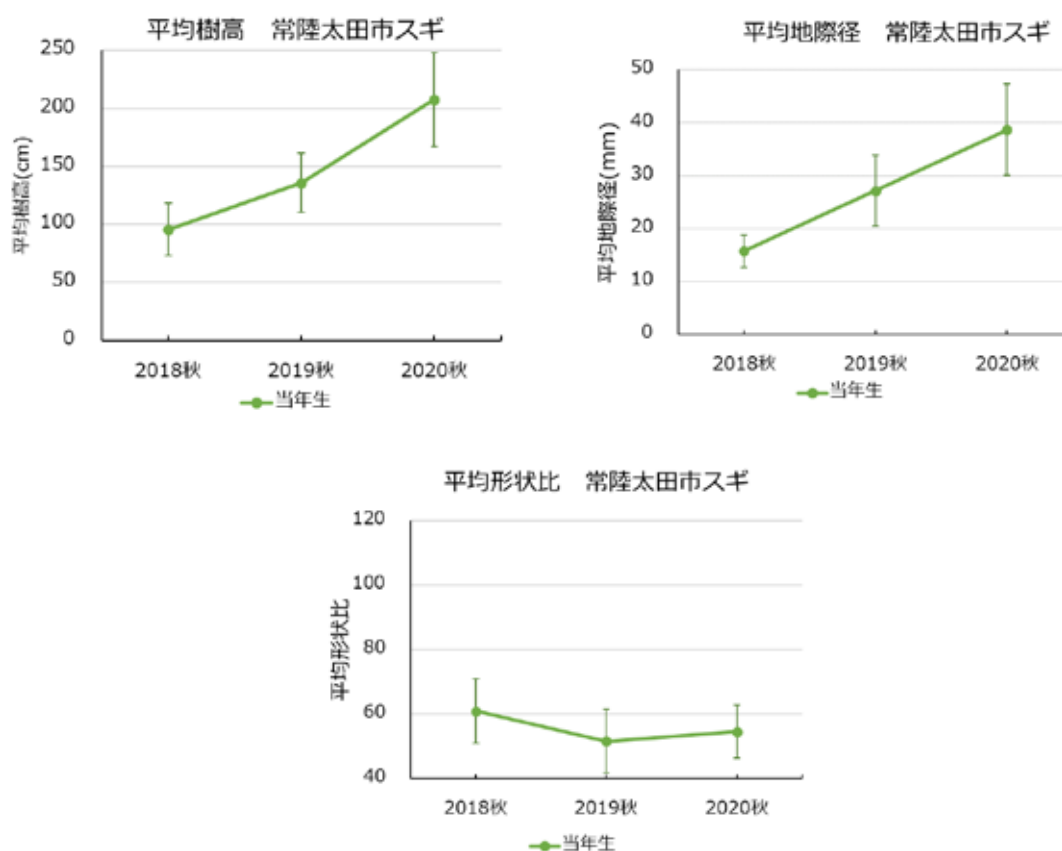 平均樹高　常陸太田市スギ
平均樹高(cm)
250
200
150
100
50
0
2018秋
2019秋
2020秋
当年生
平均地際径　常陸太田市スギ
平均地際径(mm)
50
40
30
20
10
0
2018秋
2019秋
2020秋
当年生
平均形状比　常陸太田市スギ
平均形状比
120
100
80
60
40
2018秋
2019秋
2020秋
当年生